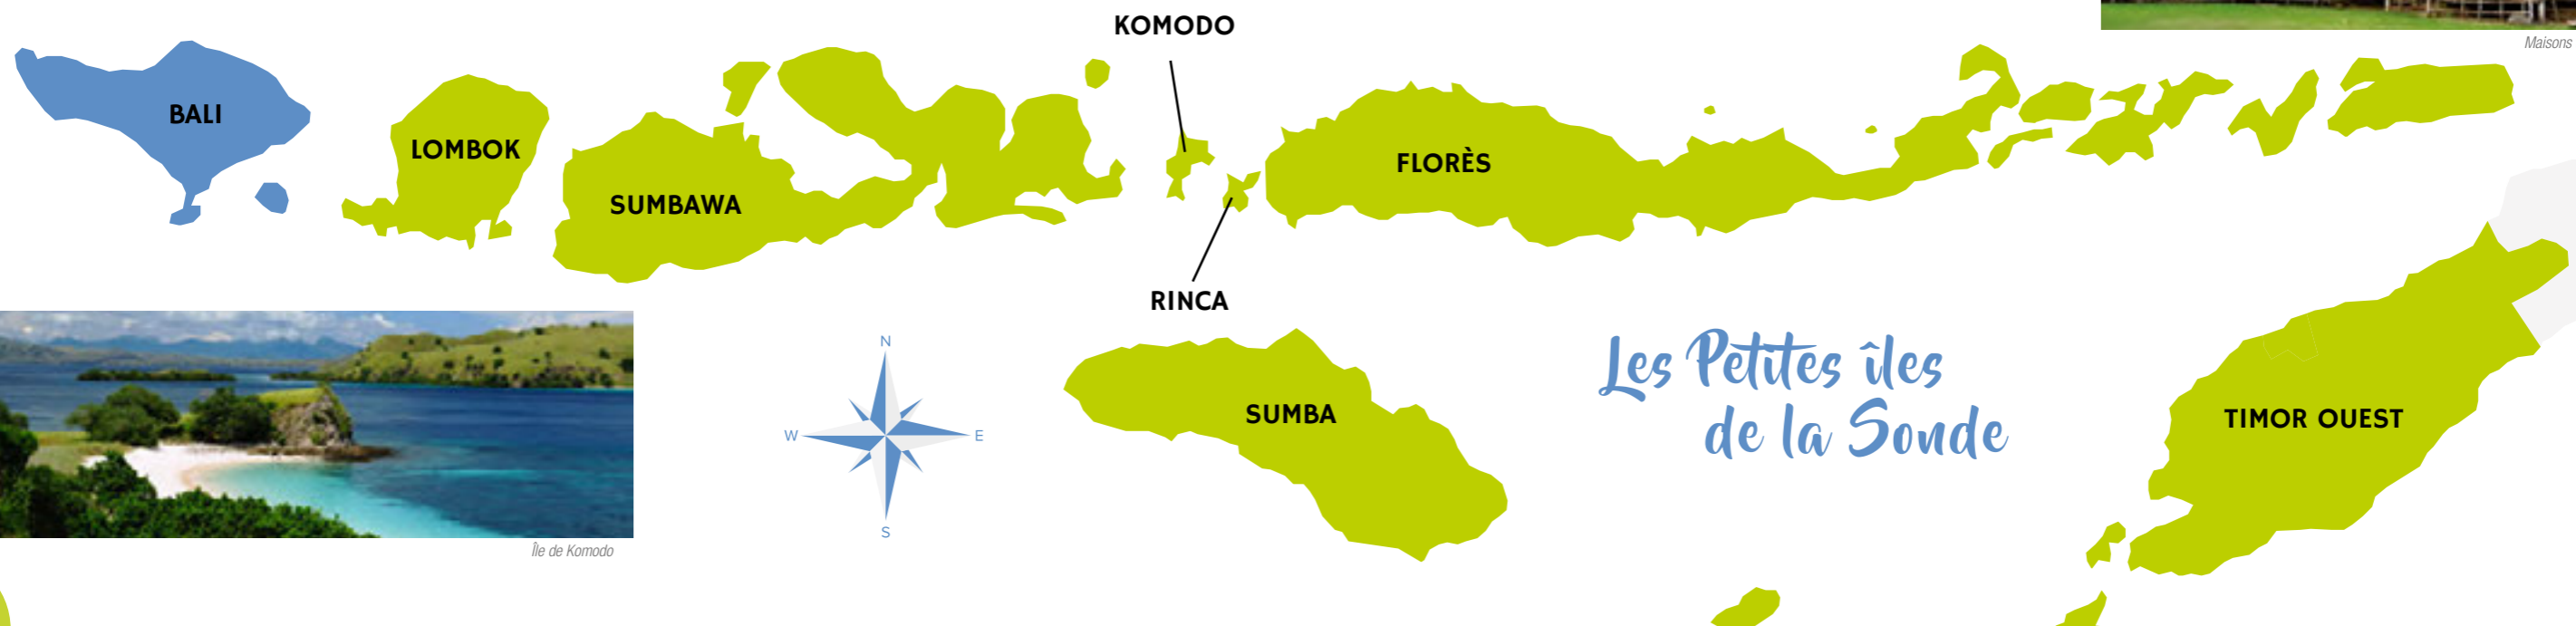 KOMODO
Maisons
BALI
LOMBOK
FLORÈS
SUMBAWA
RINCA
N
W
E
S
Les Petites îles
de la Sonde
SUMBA
TIMOR OUEST
Île de Komodo